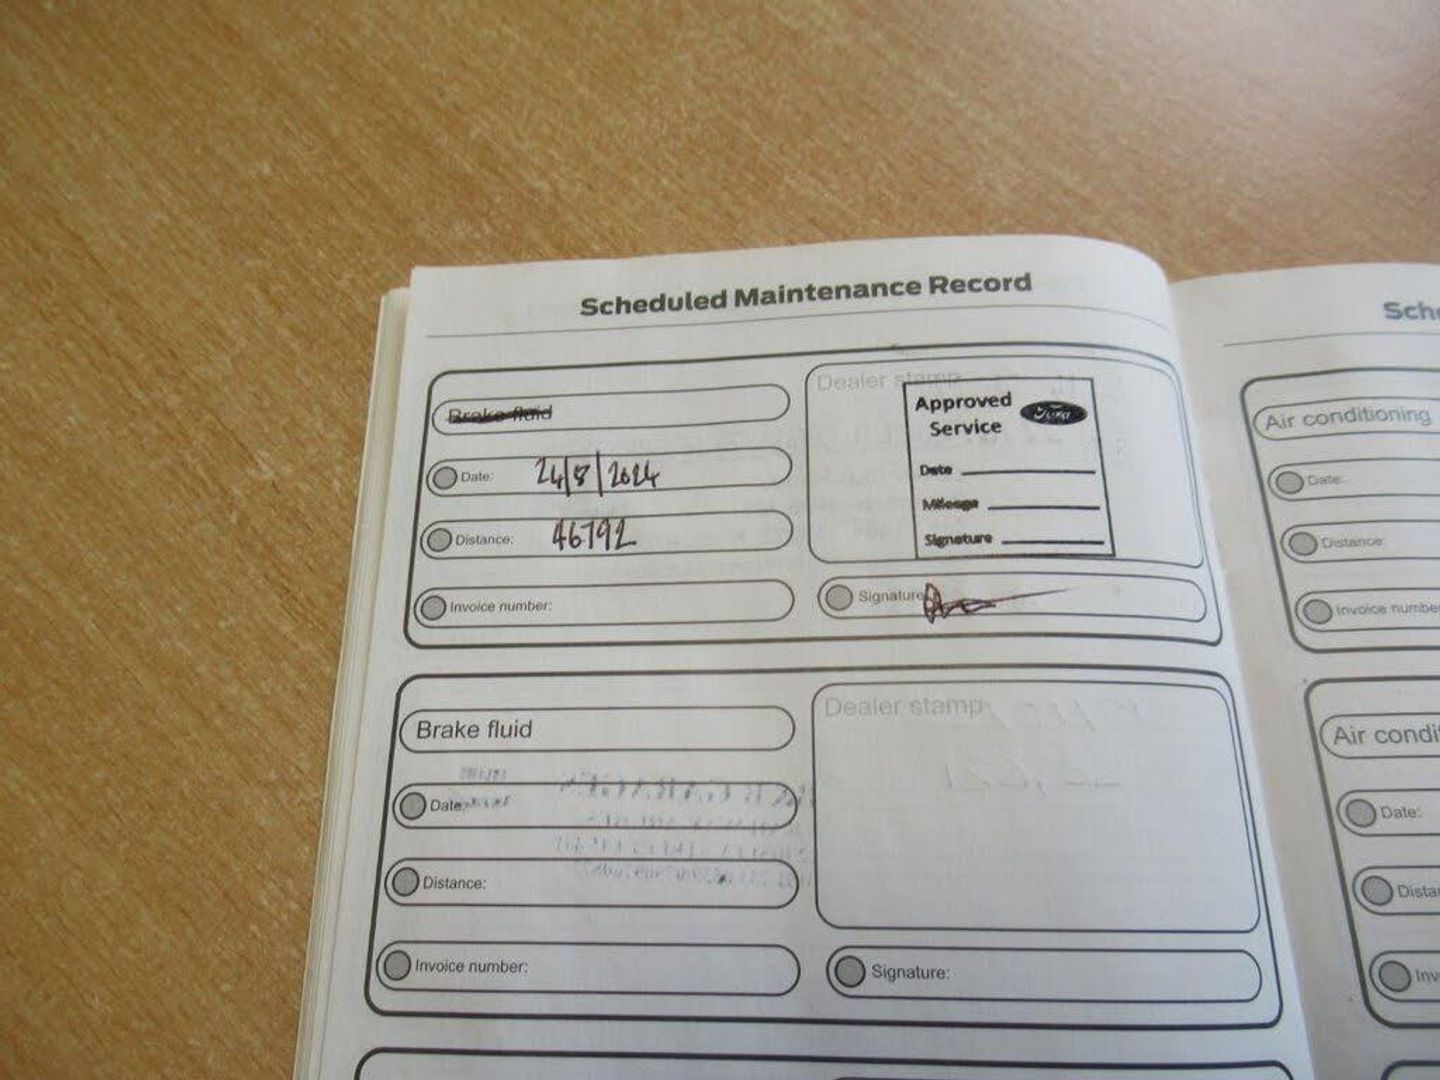 Scheduled Maintenance Record
Brake fluid
Dealer stamp
Approved
Service
Ford
Date
Mileage
Signature
Date: 24/8/2024
Distance: 46792
Invoice number:
Signature
Brake fluid
Dealer stamp
Date:
Distance:
Invoice number:
Signature:
Sche
Air conditioning
Date:
Distance:
Invoice number
Air condit
Date:
Dista
Inv